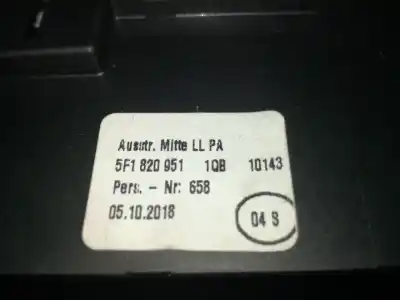 Ausstr. Mitte LL PA
5F1 820 951 1QB 10143
Pers. - Nr: 658
05.10.2018
04 S